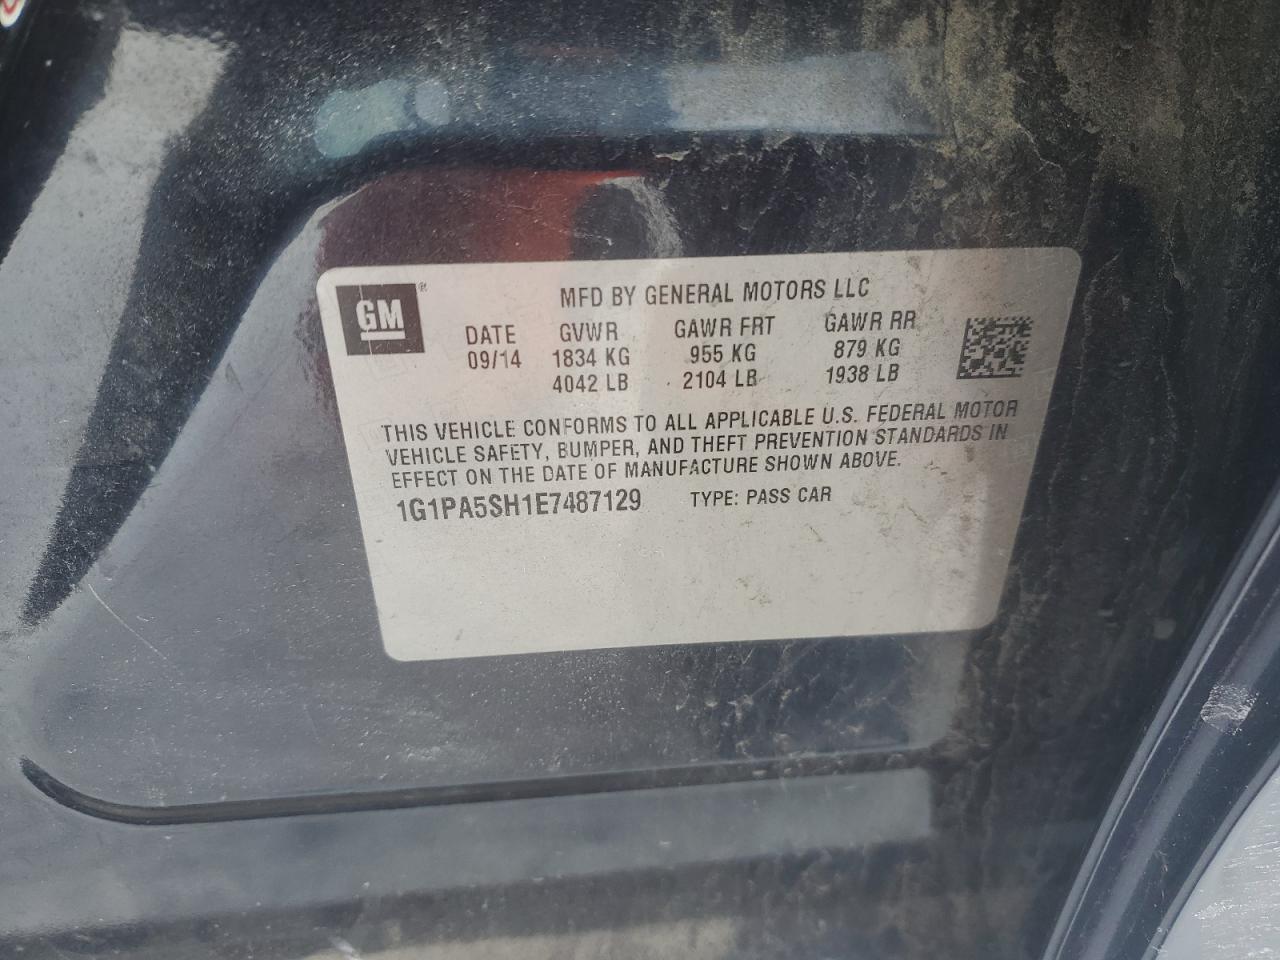 GM®
MFD BY GENERAL MOTORS LLC
DATE GVWR GAWR FRT GAWR RR
09/14 1834 KG 955 KG 879 KG
4042 LB 2104 LB 1938 LB
THIS VEHICLE CONFORMS TO ALL APPLICABLE U.S. FEDERAL MOTOR
VEHICLE SAFETY, BUMPER, AND THEFT PREVENTION STANDARDS IN
EFFECT ON THE DATE OF MANUFACTURE SHOWN ABOVE.
1G1PA5SH1E7487129 TYPE: PASS CAR